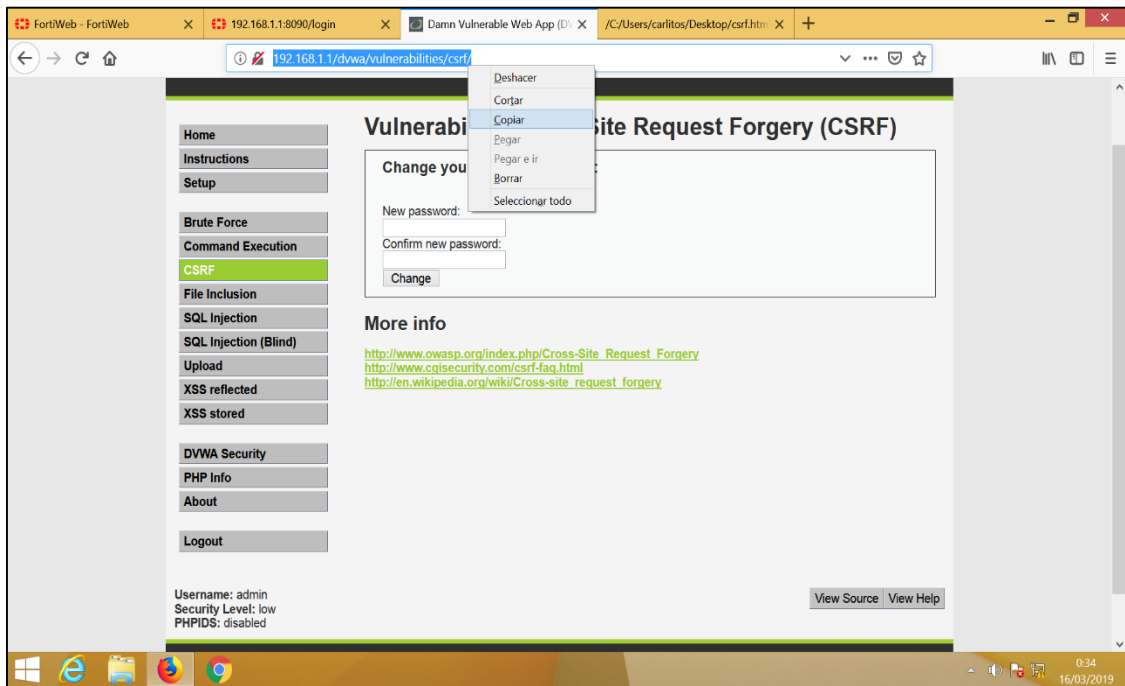 FortiWeb - FortiWeb
192.168.1.1:8090/login
Damn Vulnerable Web App (DV
/C:/Users/carlitos/Desktop/csrf.htm
192.168.1.1/dvwa/vulnerabilities/csrf/
Deshacer
Cortar
Copiar
Pegar
Pegar e ir
Borrar
Seleccionar todo
Home
Instructions
Setup
Brute Force
Command Execution
CSRF
File Inclusion
SQL Injection
SQL Injection (Blind)
Upload
XSS reflected
XSS stored
DVWA Security
PHP Info
About
Logout
Vulnerabi ite Request Forgery (CSRF)
Change you :
New password:
Confirm new password:
Change
More info
http://www.owasp.org/index.php/Cross-Site_Request_Forgery
http://www.cgisecurity.com/csrf-faq.html
http://en.wikipedia.org/wiki/Cross-site_request_forgery
Username: admin
Security Level: low
PHPIDS: disabled
View Source
View Help
0:34
16/03/2019